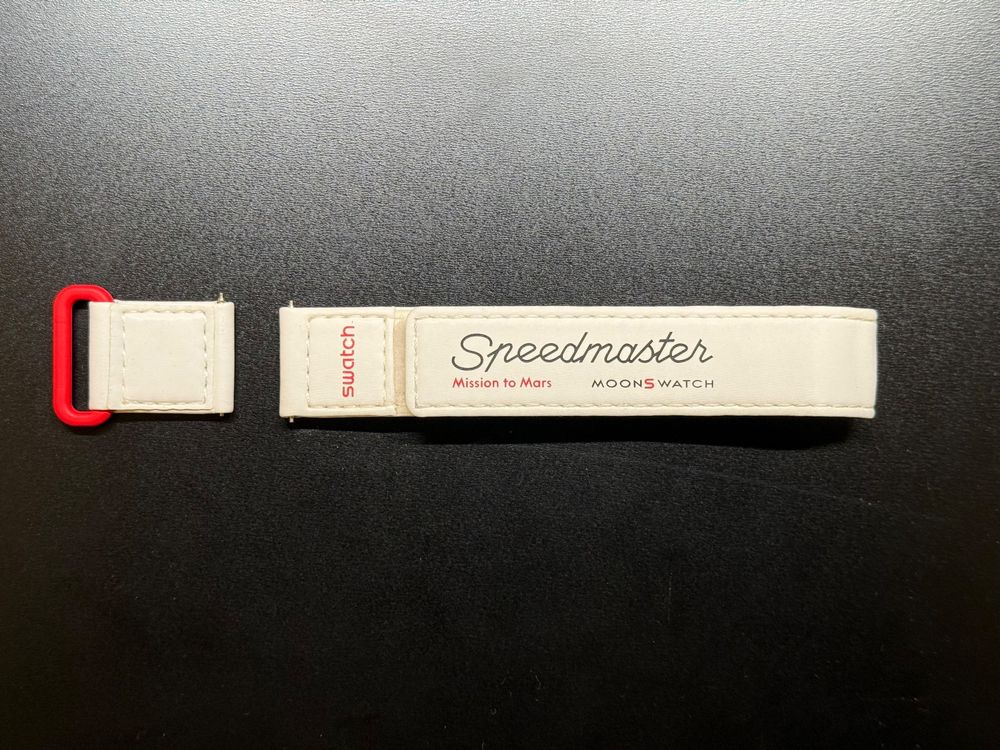 swatch
Speedmaster
Mission to Mars MOONSWATCH